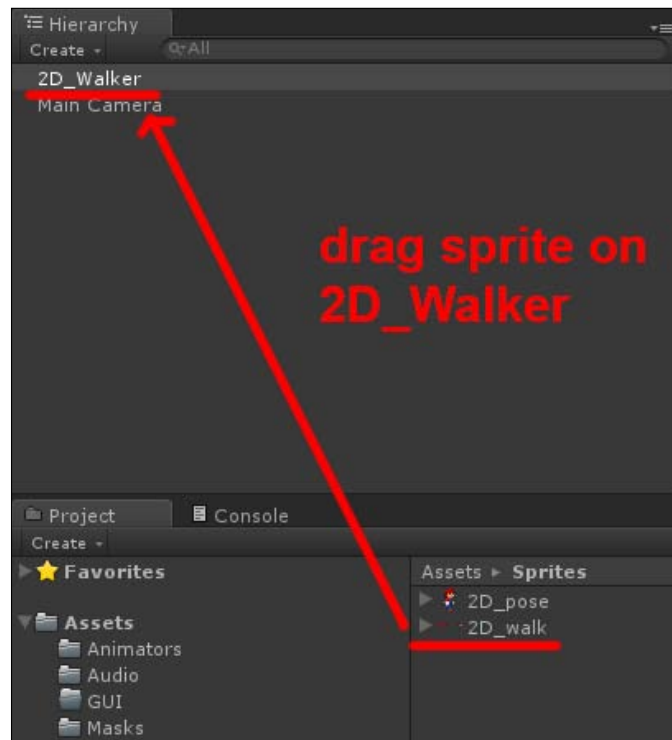 Hierarchy
Create
All
2D_Walker
Main Camera
drag sprite on
2D_Walker
Project
Console
Create
Favorites
Assets
Animators
Audio
GUI
Masks
Assets ▸ Sprites
2D_pose
2D_walk